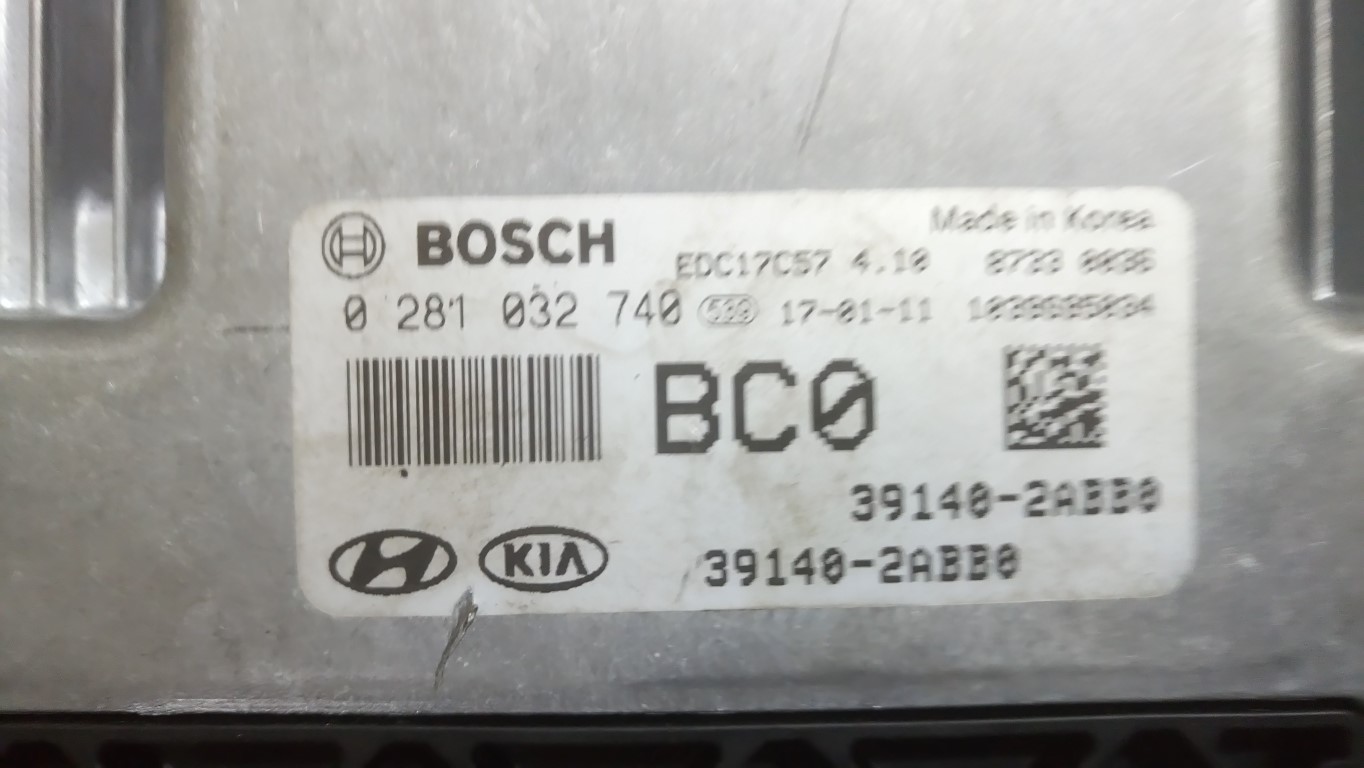 BOSCH
Made in Korea
EDC17C57 4.10
0 281 032 740
17-01-11
BC0
39140-2ABB0
KIA 39140-2ABB0